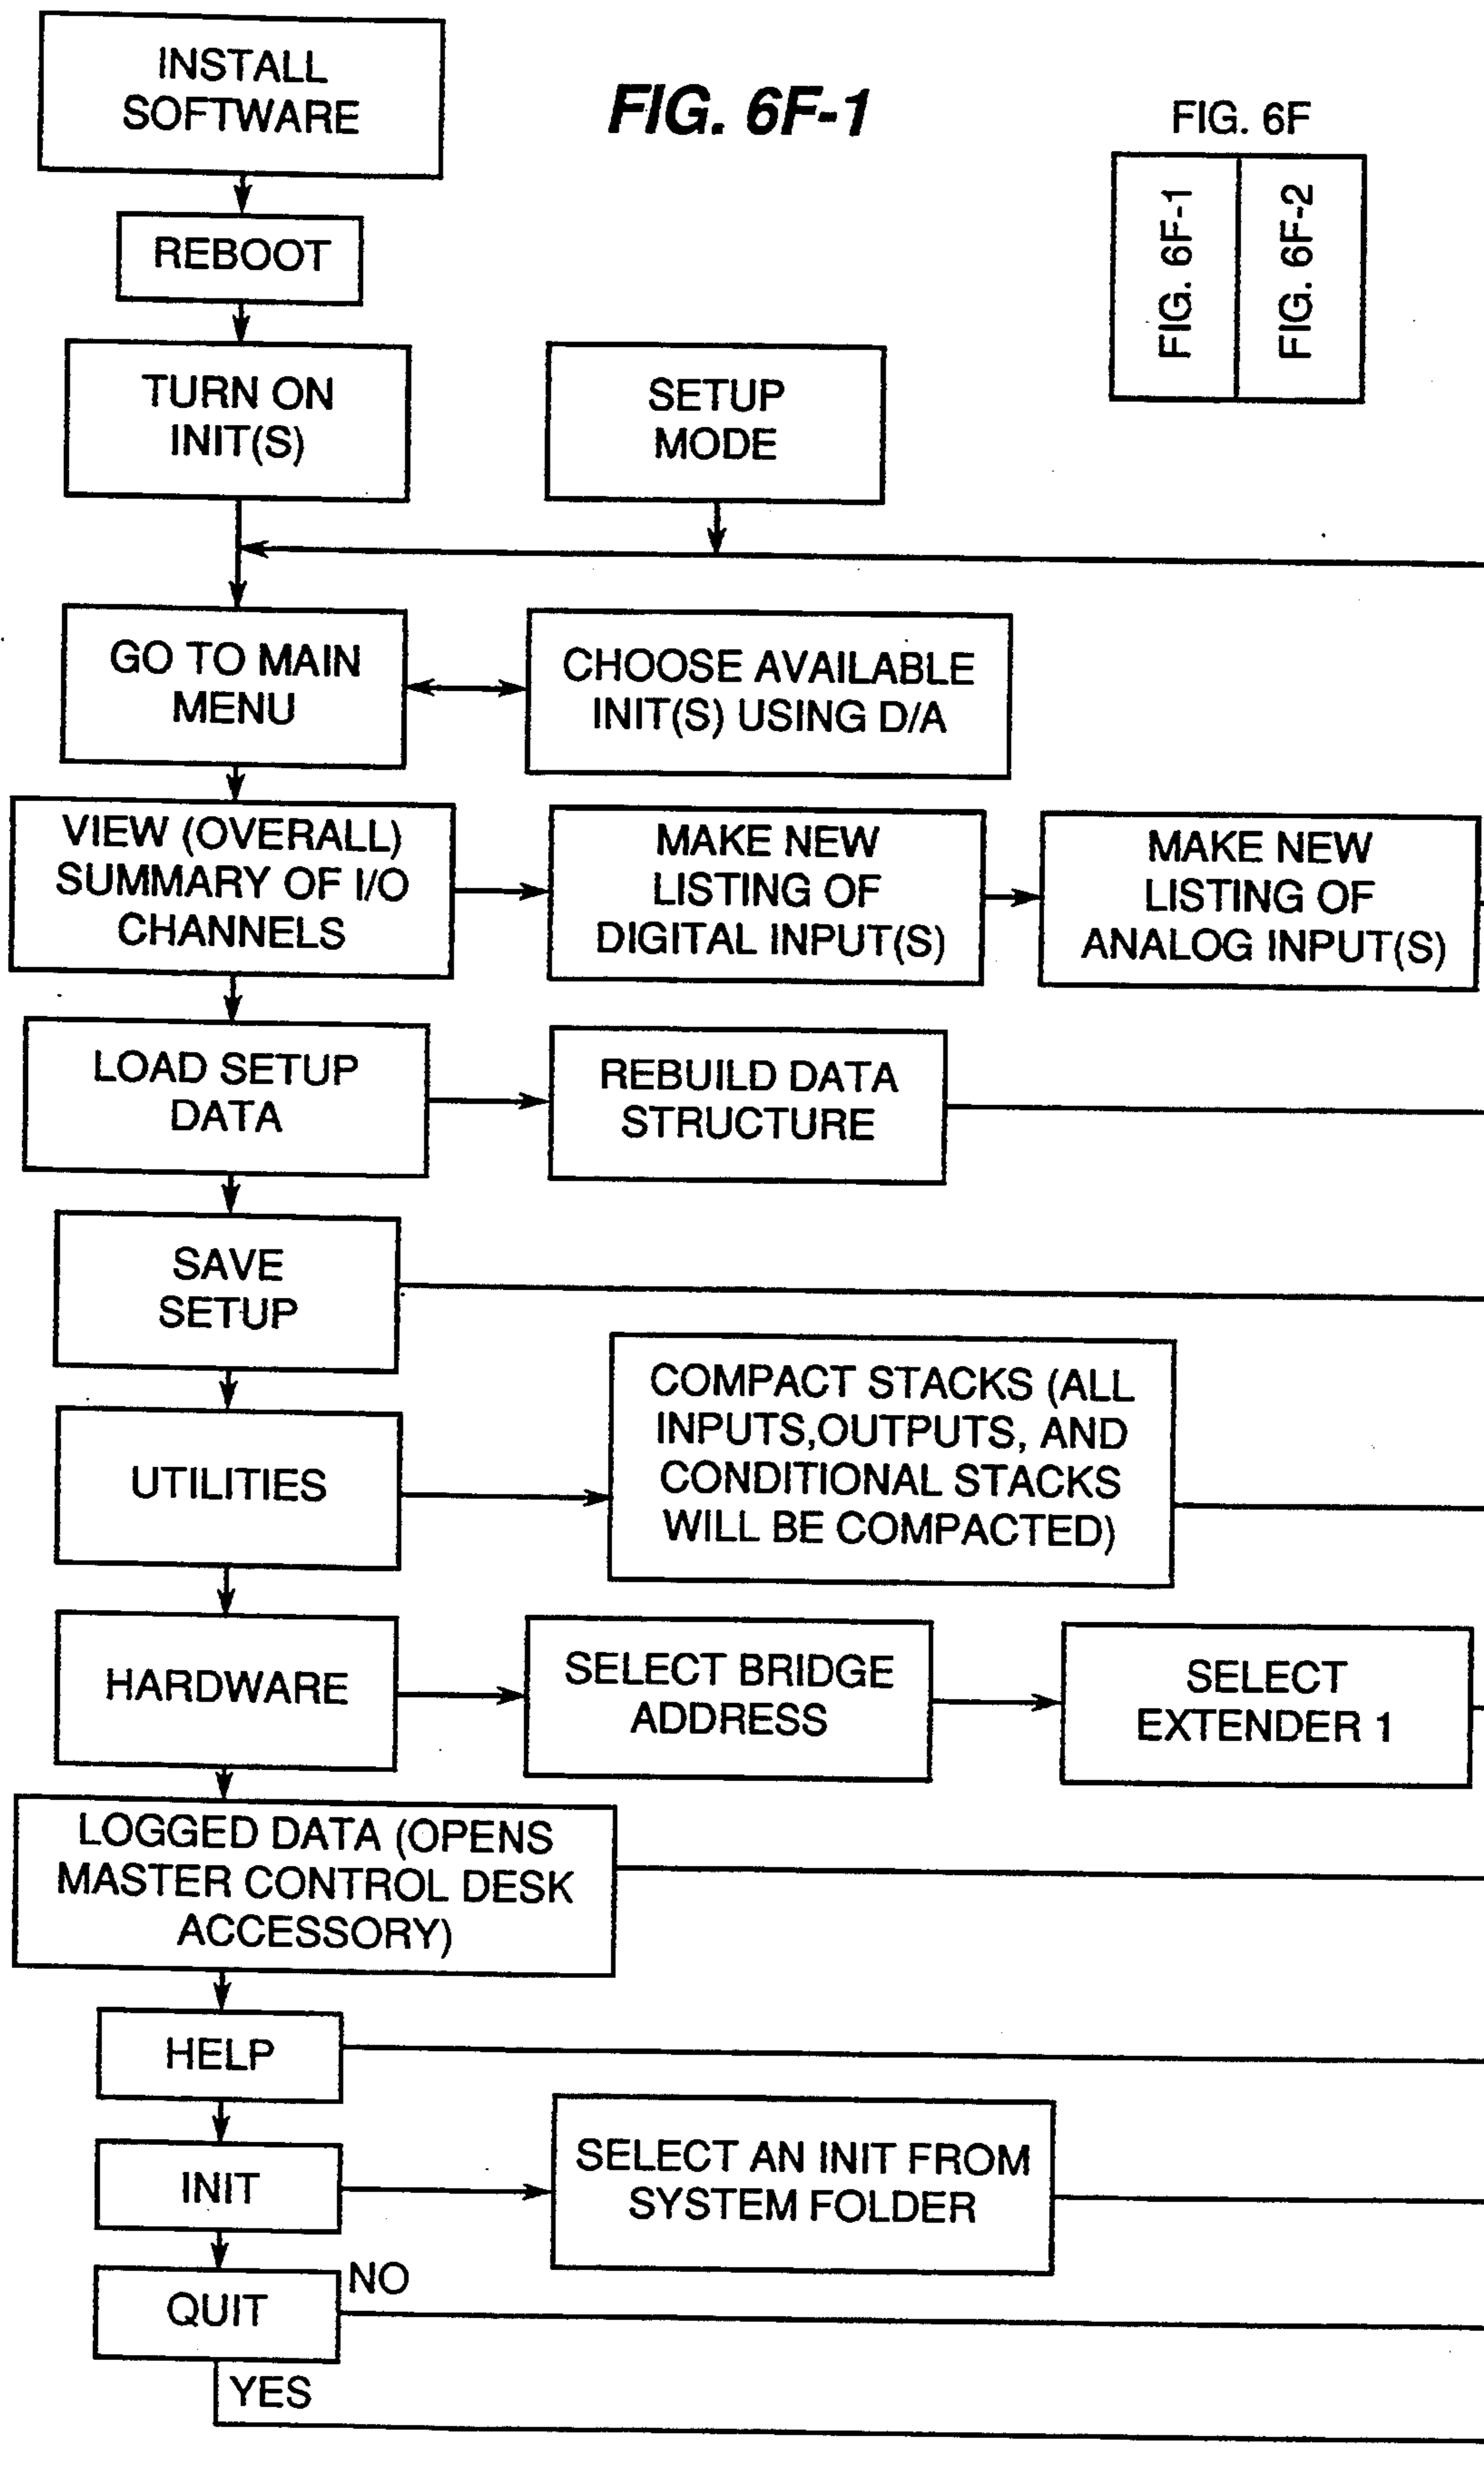 INSTALL
SOFTWARE
FIG. 6F-1
FIG. 6F
FIG. 6F-1
FIG. 6F-2
REBOOT
TURN ON
INIT(S)
SETUP
MODE
GO TO MAIN
MENU
CHOOSE AVAILABLE
INIT(S) USING D/A
VIEW (OVERALL)
SUMMARY OF I/O
CHANNELS
MAKE NEW
LISTING OF
DIGITAL INPUT(S)
MAKE NEW
LISTING OF
ANALOG INPUT(S)
LOAD SETUP
DATA
REBUILD DATA
STRUCTURE
SAVE
SETUP
UTILITIES
COMPACT STACKS (ALL
INPUTS,OUTPUTS, AND
CONDITIONAL STACKS
WILL BE COMPACTED)
HARDWARE
SELECT BRIDGE
ADDRESS
SELECT
EXTENDER 1
LOGGED DATA (OPENS
MASTER CONTROL DESK
ACCESSORY)
HELP
INIT
SELECT AN INIT FROM
SYSTEM FOLDER
QUIT
NO
YES